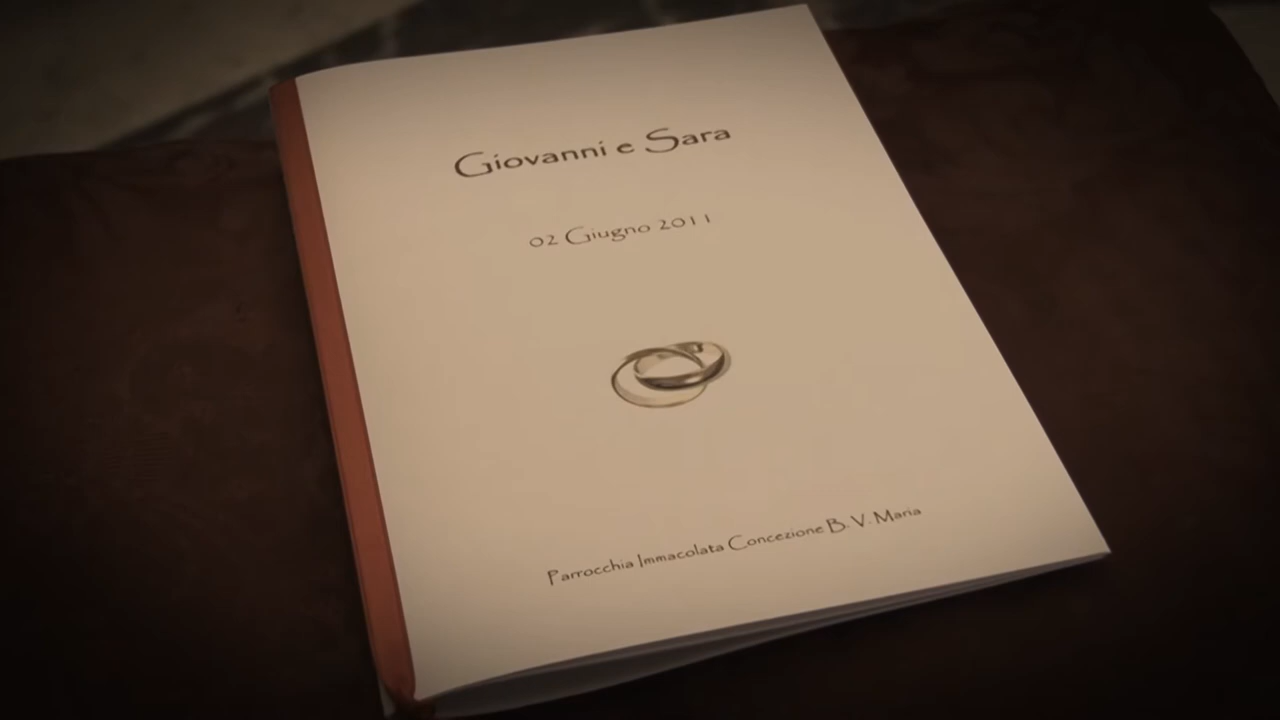 Giovanni e Sara
02 Giugno 2011
Parrocchia Immacolata Concezione B. V. Maria